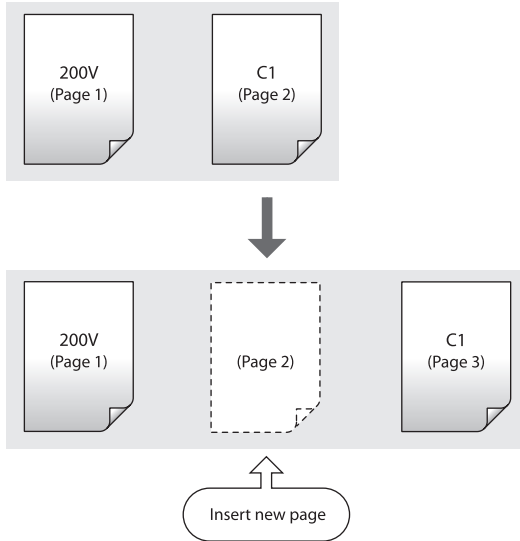 200V
(Page 1)
C1
(Page 2)
200V
(Page 1)
(Page 2)
C1
(Page 3)
Insert new page